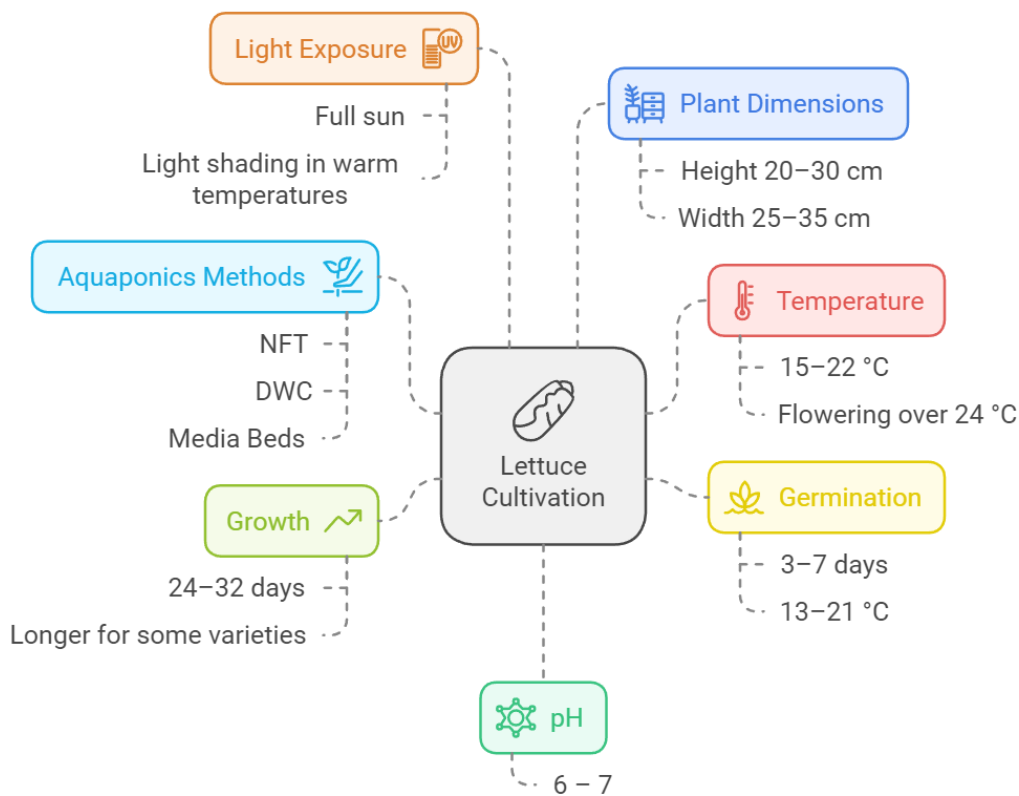 Light Exposure
UV
Full sun
Light shading in warm
temperatures
Plant Dimensions
Height 20–30 cm
Width 25–35 cm
Aquaponics Methods
NFT
DWC
Media Beds
Temperature
15–22 °C
Flowering over 24 °C
Lettuce
Cultivation
Growth
24–32 days
Longer for some varieties
Germination
3–7 days
13–21 °C
pH
6 – 7